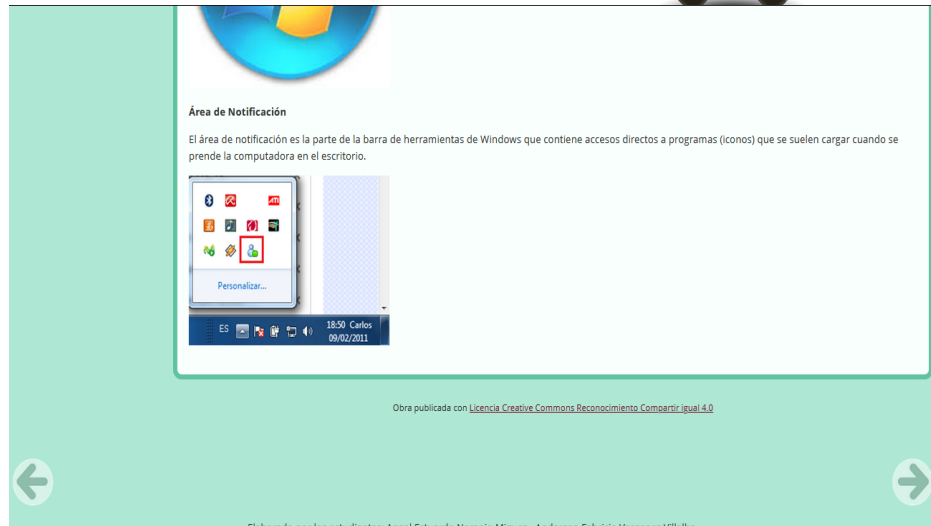 Área de Notificación
El área de notificación es la parte de la barra de herramientas de Windows que contiene accesos directos a programas (iconos) que se suelen cargar cuando se
prende la computadora en el escritorio.
ATI
Personalizar...
ES
18:50 Carlos
09/02/2011
Obra publicada con Licencia Creative Commons Reconocimiento Compartir igual 4.0